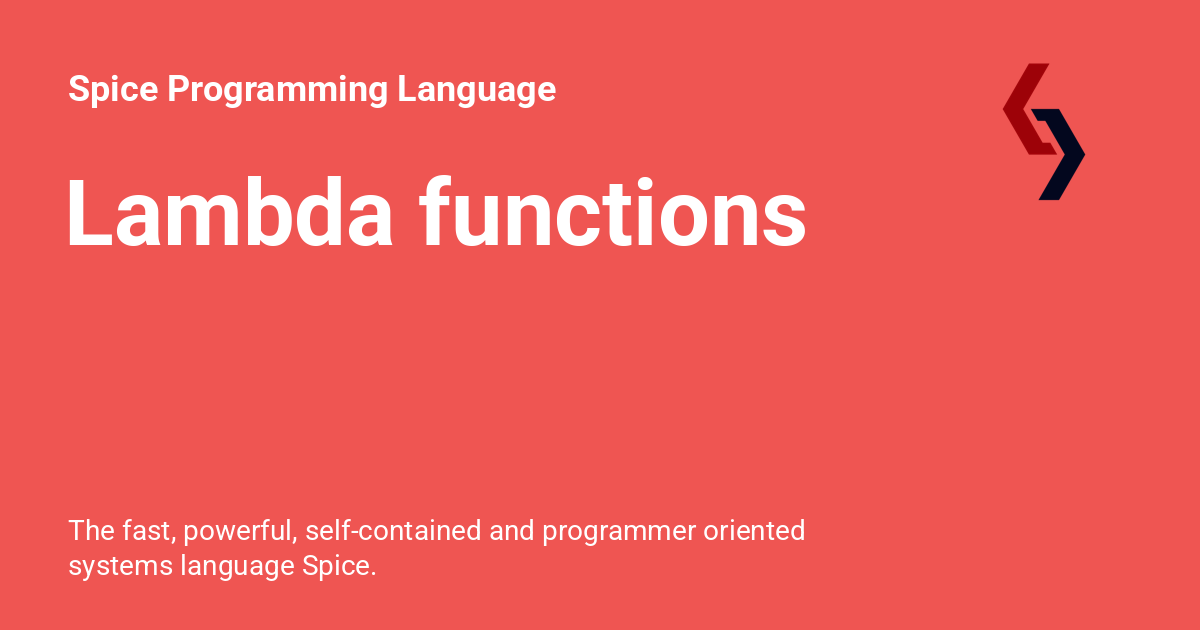 Spice Programming Language
Lambda functions
The fast, powerful, self-contained and programmer oriented
systems language Spice.